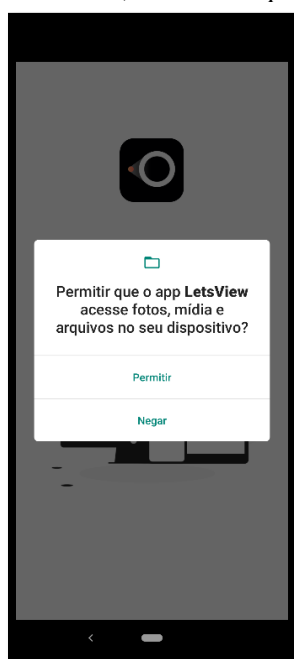 Permitir que o app LetsView
acesse fotos, mídia e
arquivos no seu dispositivo?
Permitir
Negar